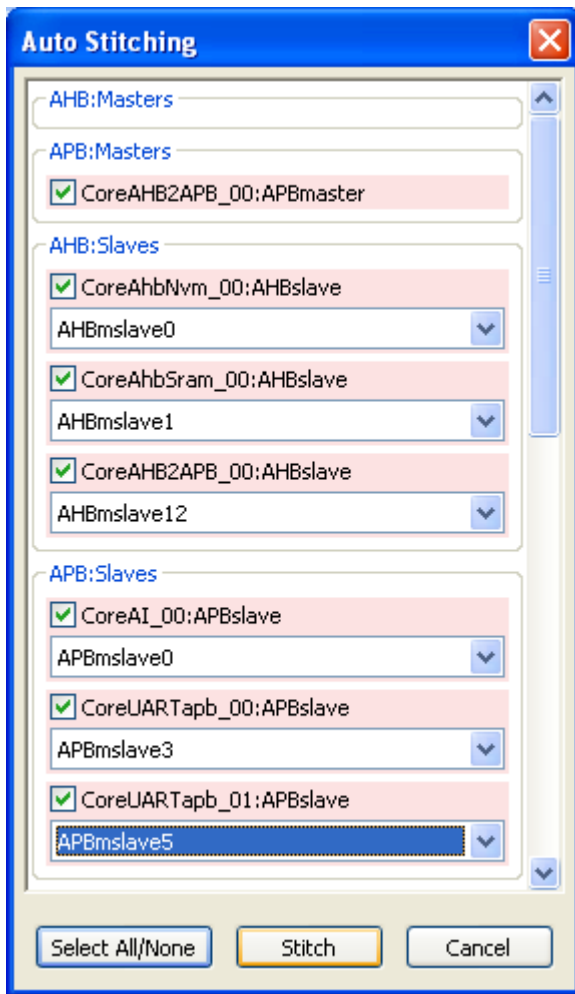 Auto Stitching
AHB:Masters
APB:Masters
CoreAHB2APB_00:APBmaster
AHB:Slaves
CoreAhbNvm_00:AHBslave
AHBmslave0
CoreAhbSram_00:AHBslave
AHBmslave1
CoreAHB2APB_00:AHBslave
AHBmslave12
APB:Slaves
CoreAI_00:APBslave
APBmslave0
CoreUARTapb_00:APBslave
APBmslave3
CoreUARTapb_01:APBslave
APBmslave5
Select All/None Stitch Cancel